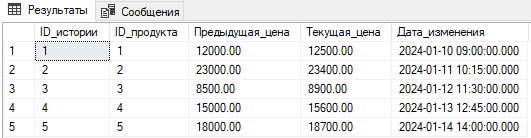 Результаты Сообщения
ID_истории ID_продукта Предыдущая_цена Текущая_цена Дата_изменения
1 1 1 12000.00 12500.00 2024-01-10 09:00:00.000
2 2 2 23000.00 23400.00 2024-01-11 10:15:00.000
3 3 3 8500.00 8900.00 2024-01-12 11:30:00.000
4 4 4 15000.00 15600.00 2024-01-13 12:45:00.000
5 5 5 18000.00 18700.00 2024-01-14 14:00:00.000